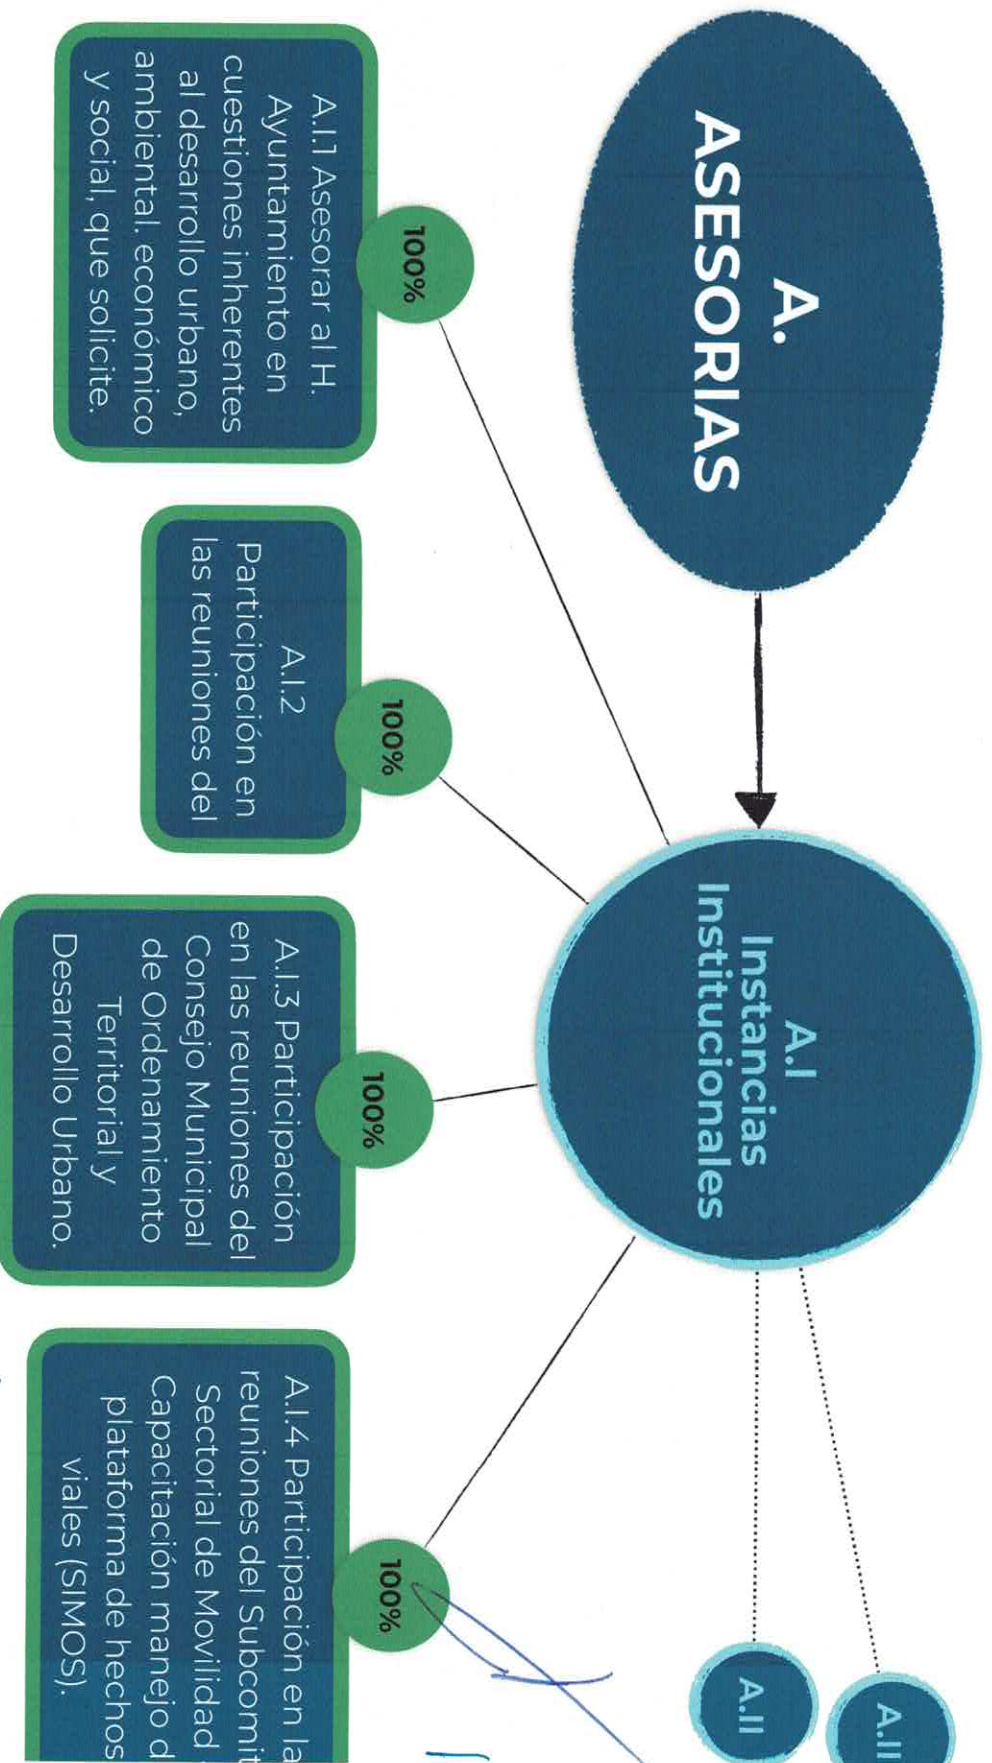 A.
ASESORIAS
A.I
Instancias
Institucionales
A.II
A.II
100%
A.I.1 Asesorar al H.
Ayuntamiento en
cuestiones inherentes
al desarrollo urbano,
ambiental. económico
y social, que solicite.
100%
A.I.2
Participación en
las reuniones del
100%
A.I.3 Participación
en las reuniones del
Consejo Municipal
de Ordenamiento
Territorial y
Desarrollo Urbano.
100%
A.I.4 Participación en la
reuniones del Subcomit
Sectorial de Movilidad
Capacitación manejo d
plataforma de hechos
viales (SIMOS).